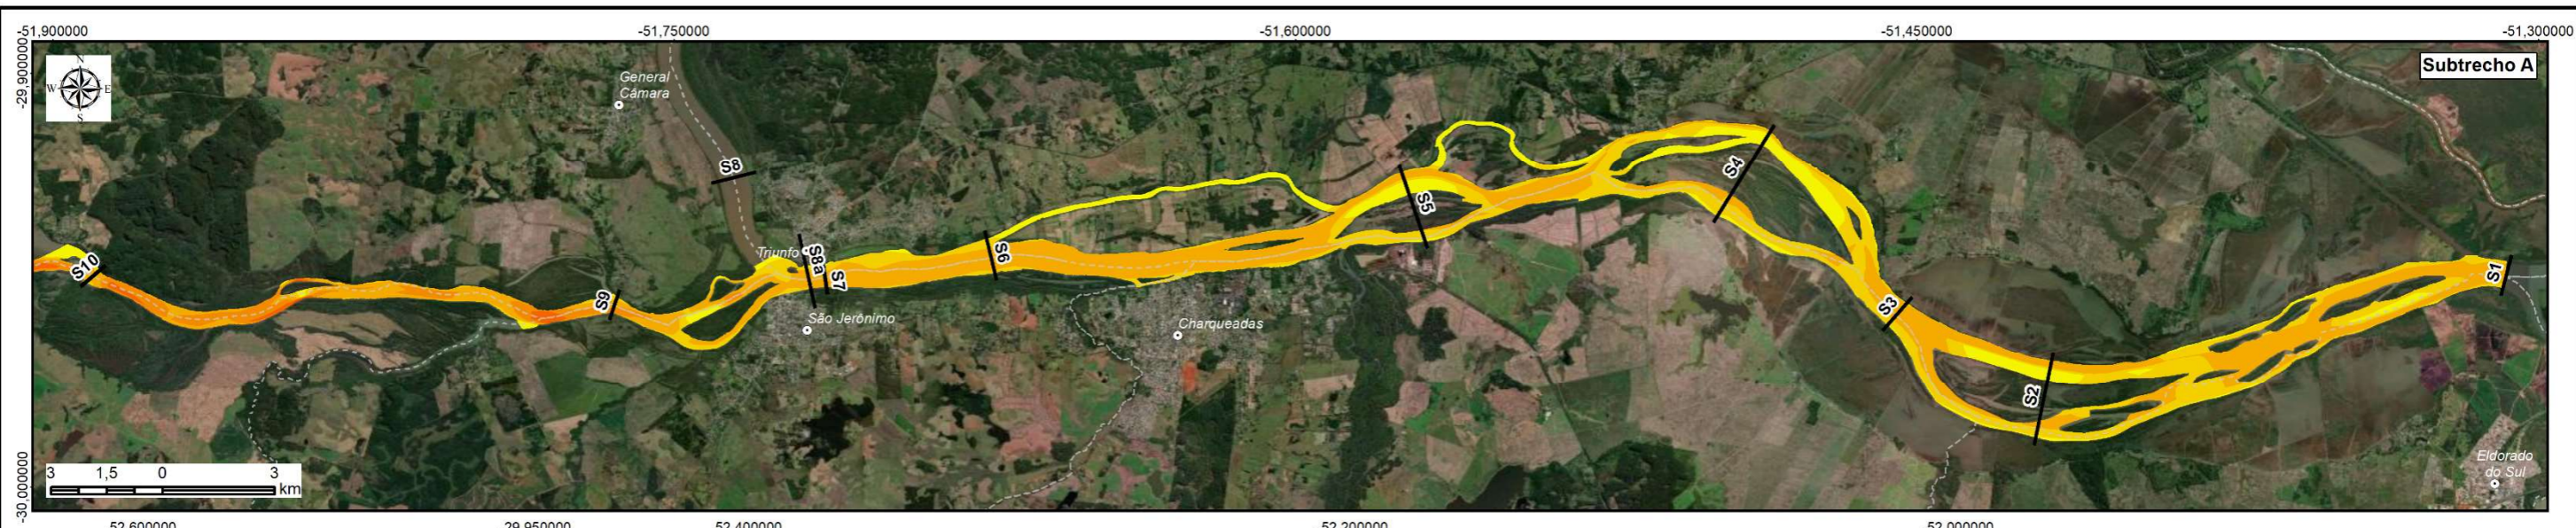 -51,900000
-51,750000
-51,600000
-51,450000
-51,300000
-29,900000
N
W
E
S
General
Câmara
Subtrecho A
S8
S4
S5
Triunfo
S8a
S7
S6
S10
S9
S3
S1
São Jerônimo
Charqueadas
S2
Eldorado
do Sul
3 1,5 0 3
km
-30,000000
52,600000
29,950000
52,400000
52,200000
52,000000